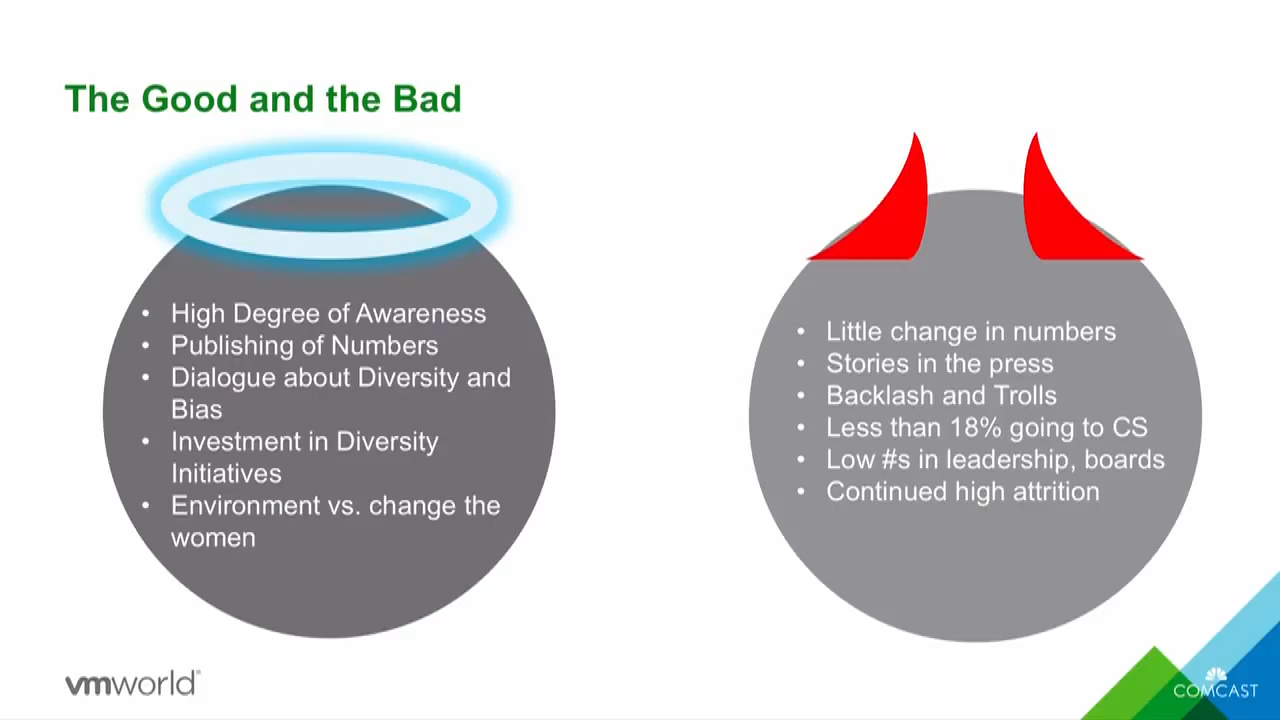 The Good and the Bad
• High Degree of Awareness
• Publishing of Numbers
• Dialogue about Diversity and
Bias
• Investment in Diversity
Initiatives
• Environment vs. change the
women
• Little change in numbers
• Stories in the press
• Backlash and Trolls
• Less than 18% going to CS
• Low #s in leadership, boards
• Continued high attrition
vmworld®
COMCAST